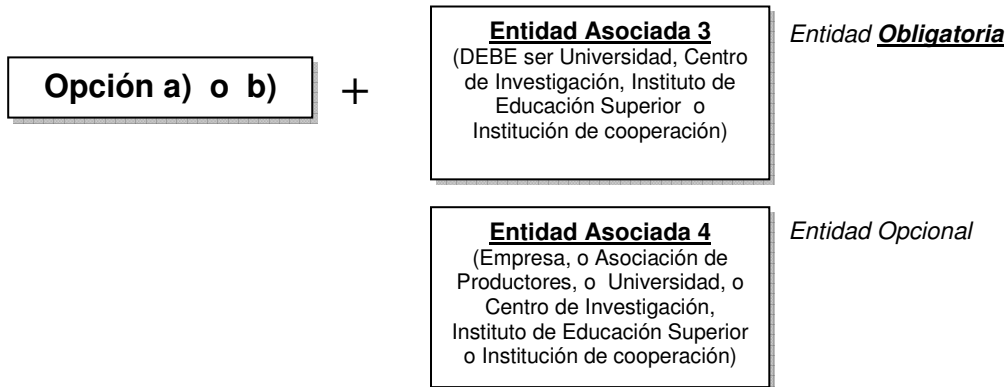 Opción a) o b)
+
Entidad Asociada 3
(DEBE ser Universidad, Centro
de Investigación, Instituto de
Educación Superior o
Institución de cooperación)
Entidad Obligatoria
Entidad Asociada 4
(Empresa, o Asociación de
Productores, o Universidad, o
Centro de Investigación,
Instituto de Educación Superior
o Institución de cooperación)
Entidad Opcional